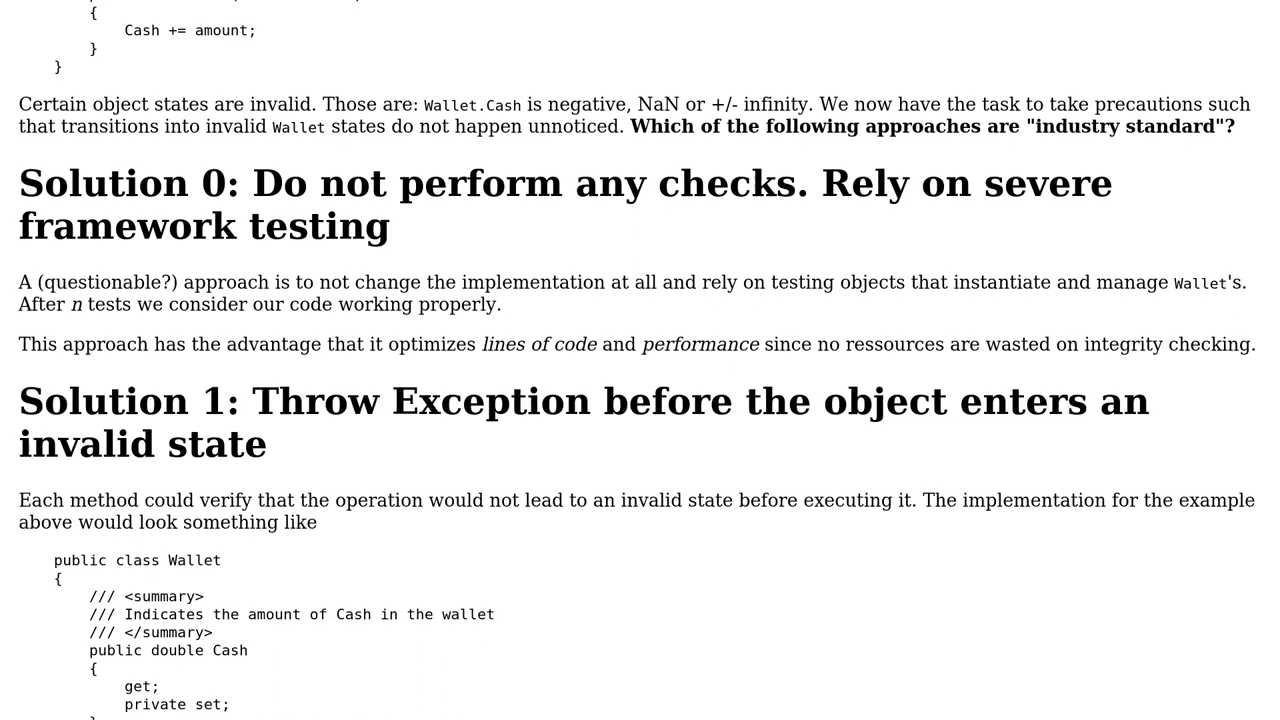 {
Cash += amount;
}
}
Certain object states are invalid. Those are: Wallet.Cash is negative, NaN or +/- infinity. We now have the task to take precautions such
that transitions into invalid Wallet states do not happen unnoticed. Which of the following approaches are "industry standard"?
Solution 0: Do not perform any checks. Rely on severe
framework testing
A (questionable?) approach is to not change the implementation at all and rely on testing objects that instantiate and manage Wallet's.
After n tests we consider our code working properly.
This approach has the advantage that it optimizes lines of code and performance since no ressources are wasted on integrity checking.
Solution 1: Throw Exception before the object enters an
invalid state
Each method could verify that the operation would not lead to an invalid state before executing it. The implementation for the example
above would look something like
public class Wallet
{
/// <summary>
/// Indicates the amount of Cash in the wallet
/// </summary>
public double Cash
{
get;
private set;